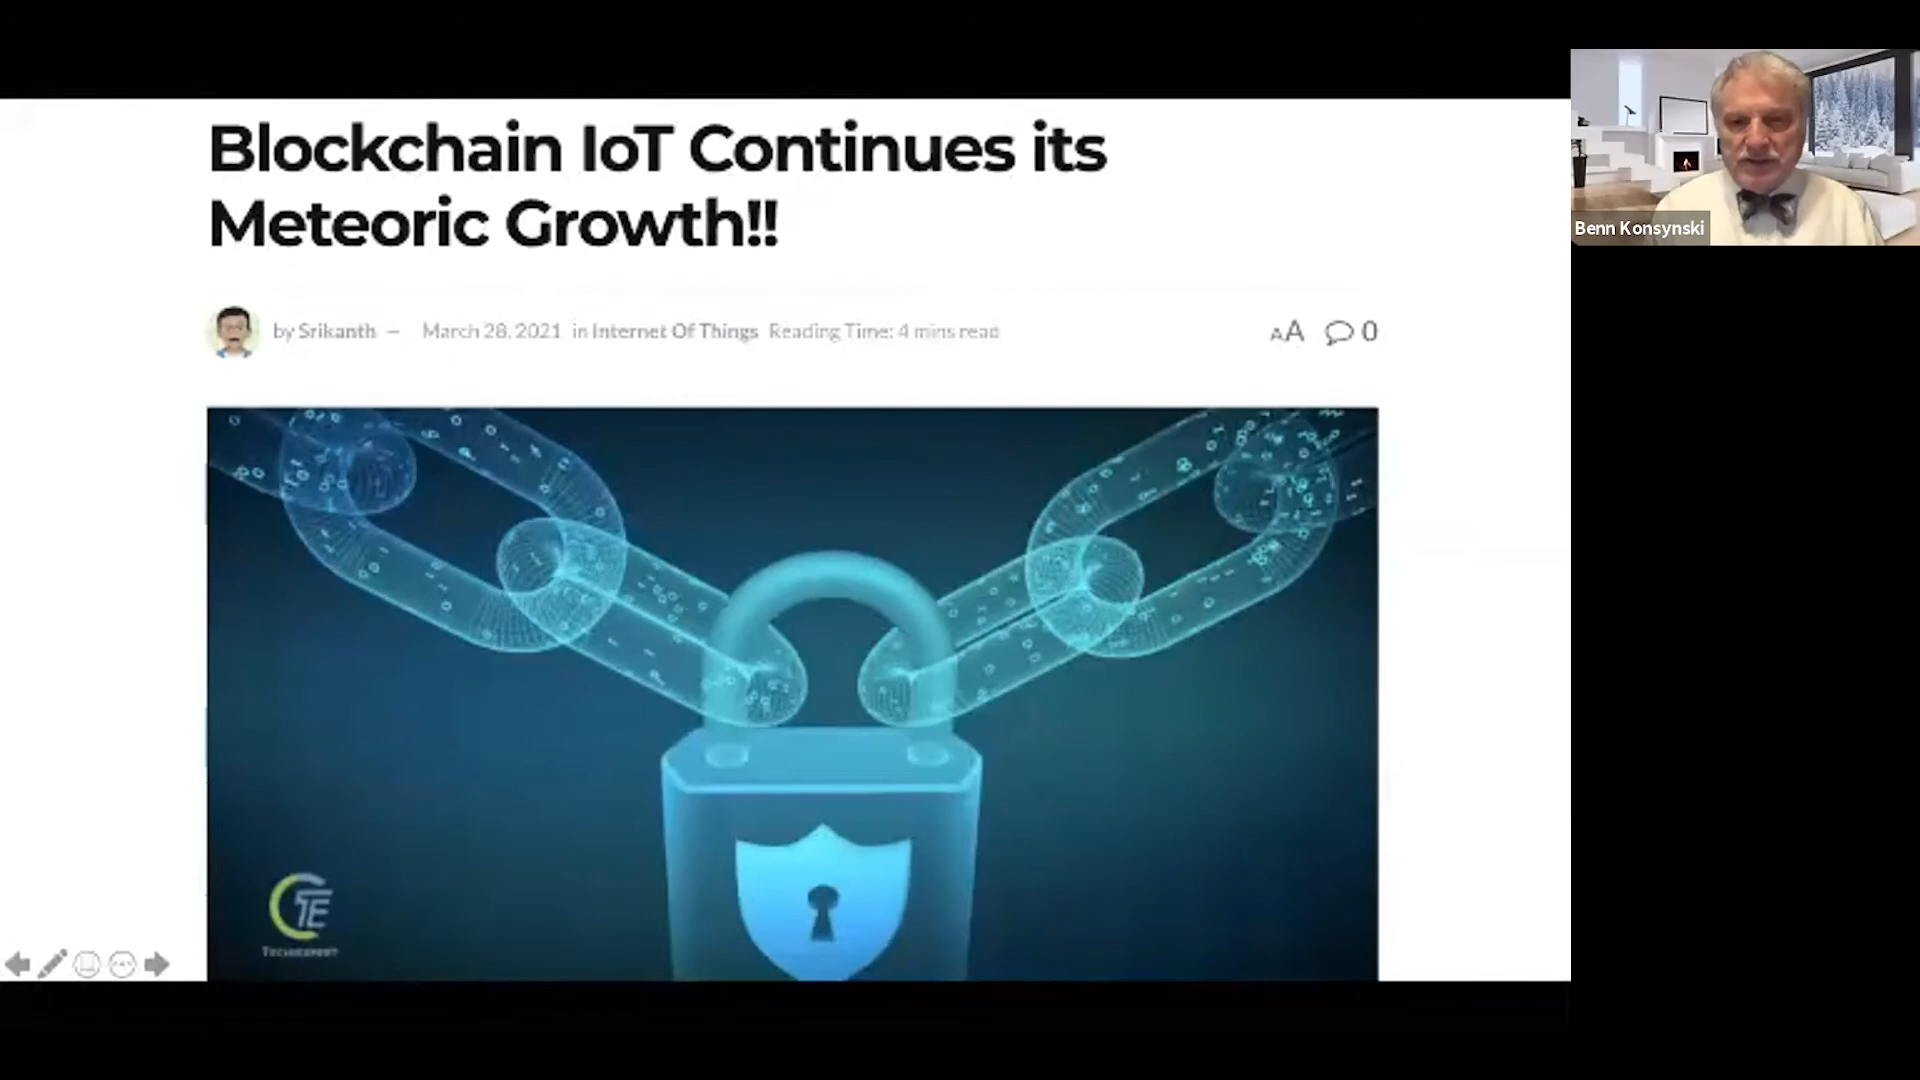 Blockchain IoT Continues its
Meteoric Growth!!
by Srikanth — March 28, 2021 in Internet Of Things Reading Time: 4 mins read
AA 0
Benn Konsynski
TE
TECHIEXPERT